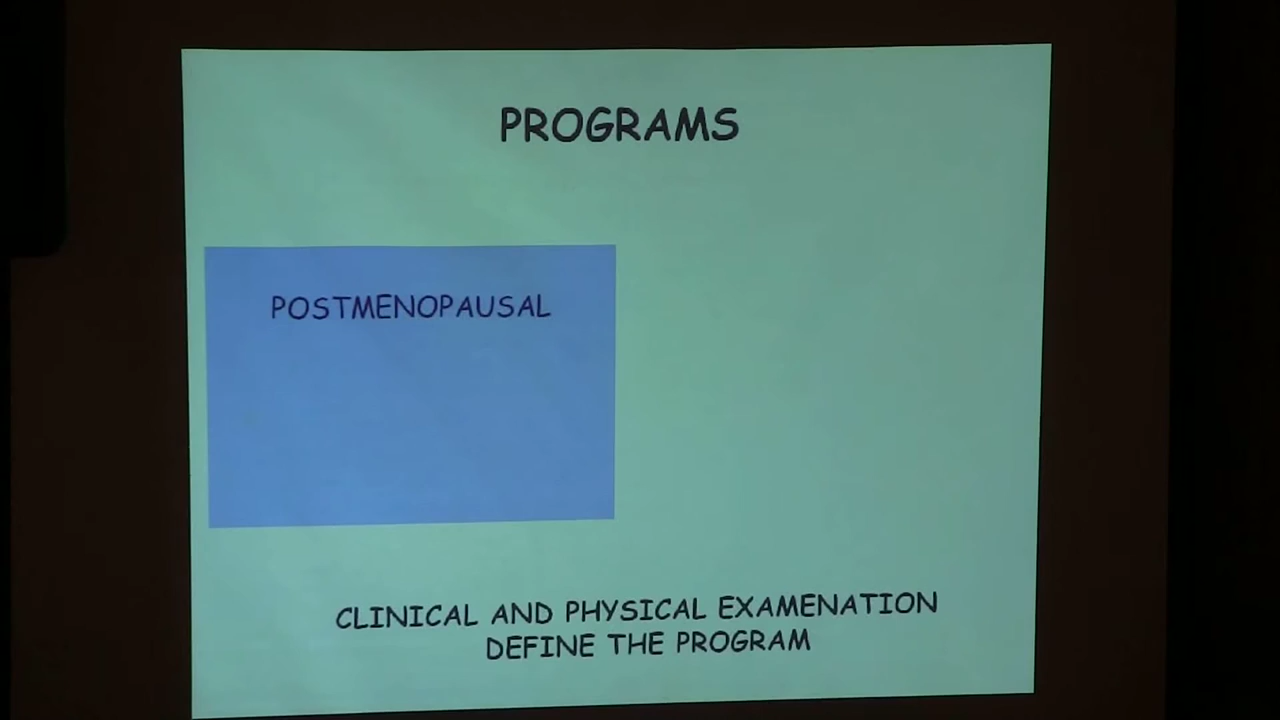 PROGRAMS
POSTMENOPAUSAL
CLINICAL AND PHYSICAL EXAMENATION
DEFINE THE PROGRAM